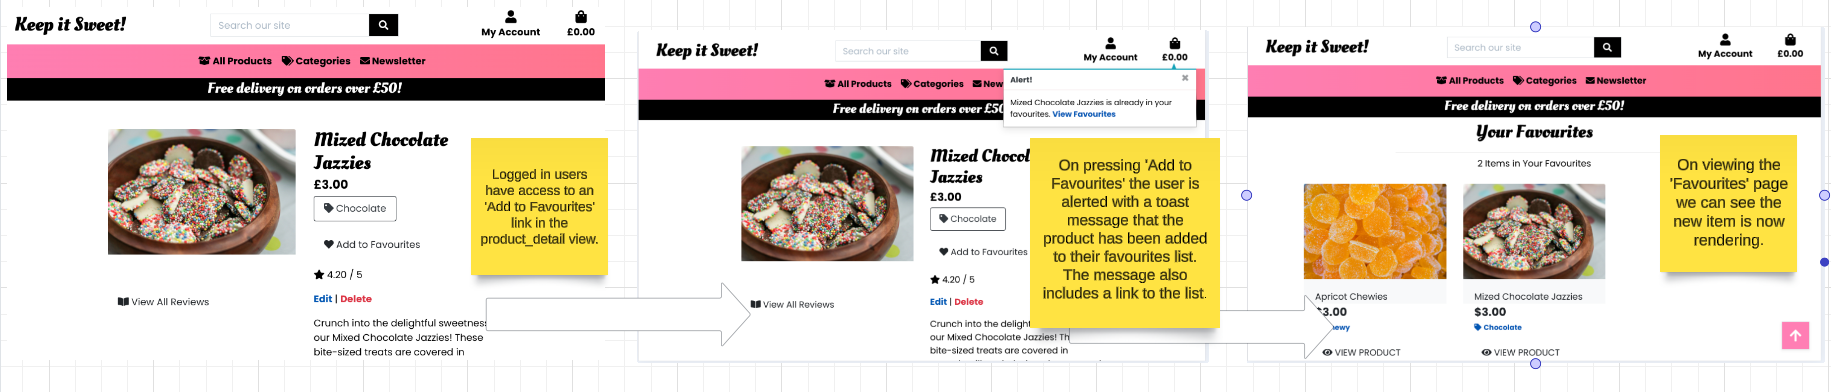 Keep it Sweet!
Search our site
My Account
£0.00
All Products
Categories
Newsletter
Free delivery on orders over £50!
Mixed Chocolate
Jazzies
£3.00
Chocolate
Add to Favourites
4.20 / 5
View All Reviews
Edit | Delete
Crunch into the delightful sweetness
our Mixed Chocolate Jazzies! These
bite-sized treats are covered in
Logged in users
have access to an
'Add to Favourites'
link in the
product_detail view.
Keep it Sweet!
Search our site
My Account
£0.00
All Products
Categories
New
Alert!
×
Mized Chocolate Jazzies is already in your
favourites. View Favourites
Free delivery on orders over £50
Mixed Chocol
Jazzies
£3.00
Chocolate
Add to Favourites
4.20 / 5
View All Reviews
Edit | Delete
Crunch into the delight
our Mixed Chocolate Jazzies! Th
bite-sized treats are covered in
On pressing 'Add to
Favourites' the user is
alerted with a toast
message that the
product has been added
to their favourites list.
The message also
includes a link to the list.
Keep it Sweet!
Search our site
My Account
£0.00
All Products
Categories
Newsletter
Free delivery on orders over £50!
Your Favourites
2 Items in Your Favourites
Apricot Chewies
$3.00
ewy
VIEW PRODUCT
Mized Chocolate Jazzies
$3.00
Chocolate
VIEW PRODUCT
On viewing the
'Favourites' page
we can see the
new item is now
rendering.